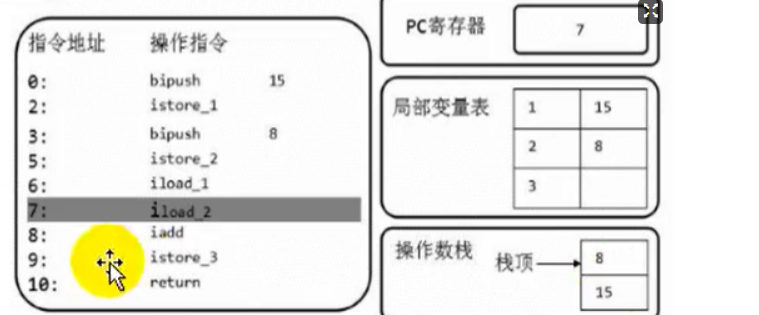 指令地址 操作指令
0: bipush 15
2: istore_1
3: bipush 8
5: istore_2
6: iload_1
7: iload_2
8: iadd
9: istore_3
10: return
PC寄存器 7
局部变量表
1 15
2 8
3
操作数栈
栈顶 8
15